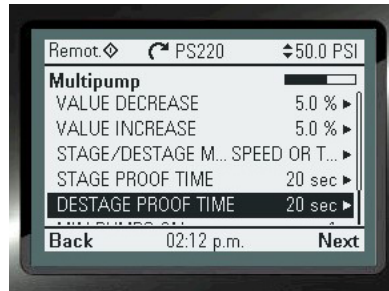 Remot. PS220 50.0 PSI
Multipump
VALUE DECREASE 5.0 %
VALUE INCREASE 5.0 %
STAGE/DESTAGE M... SPEED OR T...
STAGE PROOF TIME 20 sec
DESTAGE PROOF TIME 20 sec
Back 02:12 p.m. Next